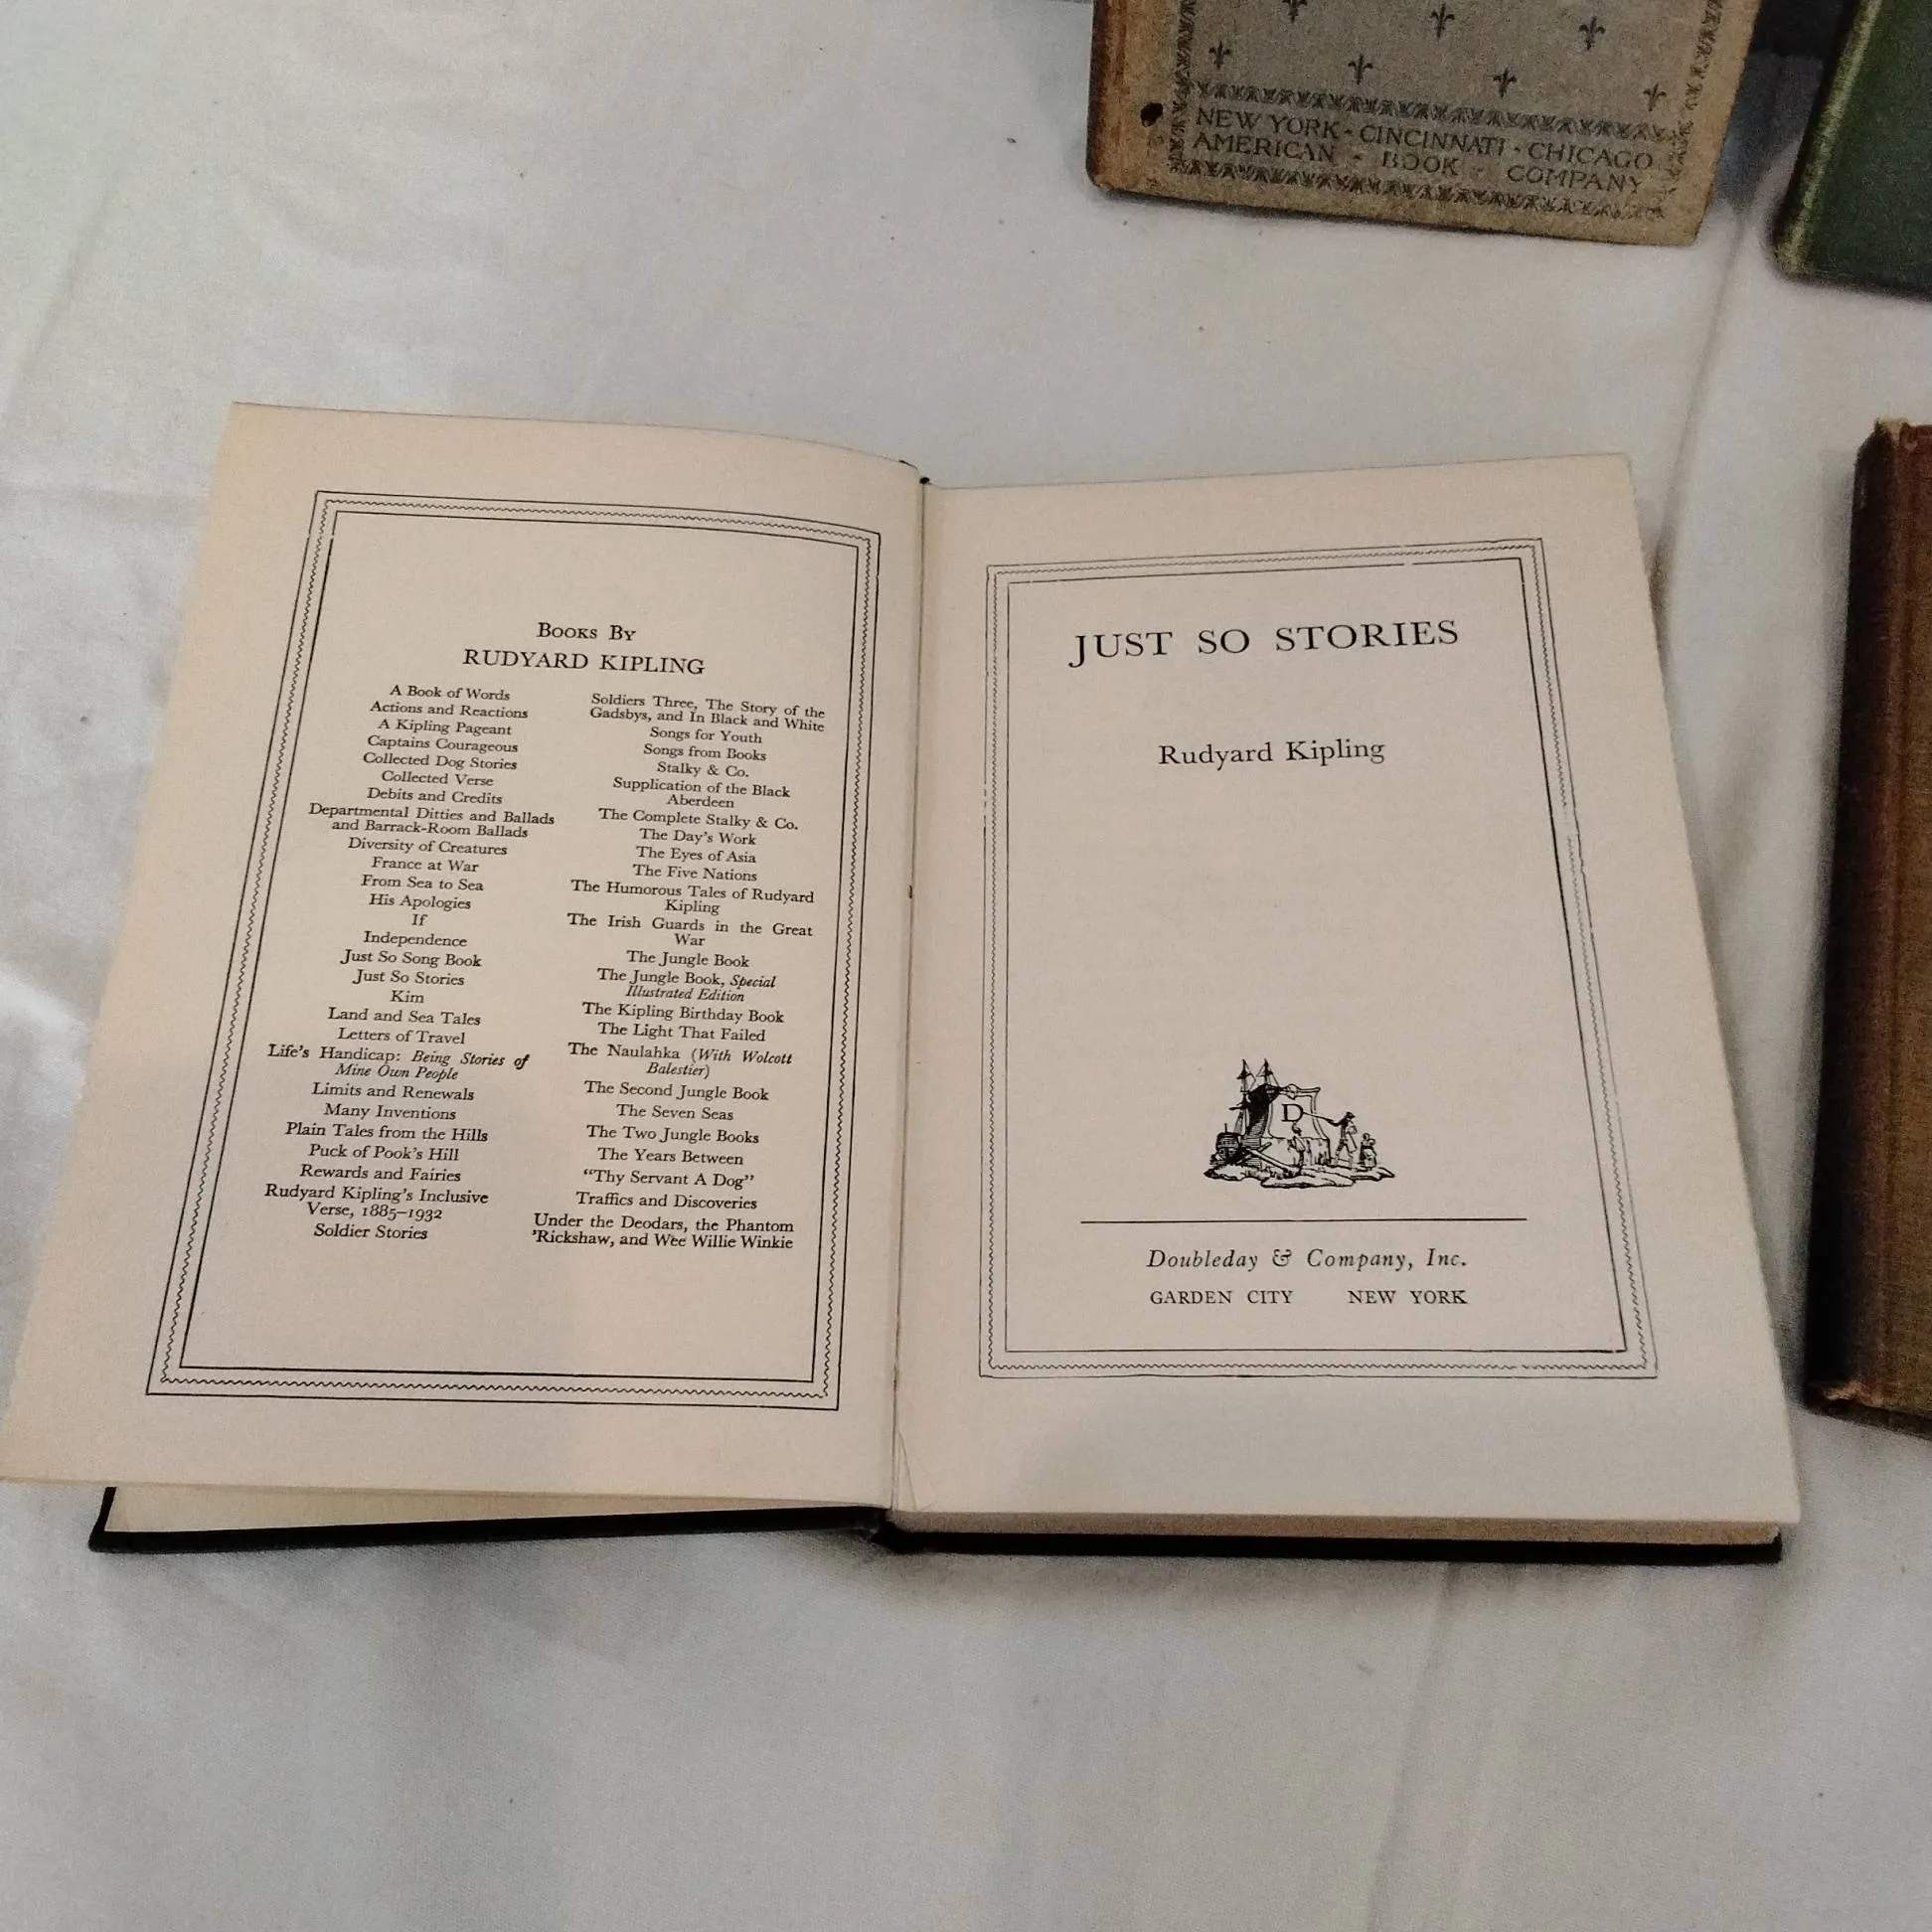 NEW YORK · CINCINNATI · CHICAGO
AMERICAN · BOOK · COMPANY
BOOKS BY
RUDYARD KIPLING
A Book of Words
Actions and Reactions
A Kipling Pageant
Captains Courageous
Collected Dog Stories
Collected Verse
Debits and Credits
Departmental Ditties and Ballads
and Barrack-Room Ballads
Diversity of Creatures
France at War
From Sea to Sea
His Apologies
If
Independence
Just So Song Book
Just So Stories
Kim
Land and Sea Tales
Letters of Travel
Life's Handicap: Being Stories of
Mine Own People
Limits and Renewals
Many Inventions
Plain Tales from the Hills
Puck of Pook's Hill
Rewards and Fairies
Rudyard Kipling's Inclusive
Verse, 1885–1932
Soldier Stories
Soldiers Three, The Story of the
Gadsbys, and In Black and White
Songs for Youth
Songs from Books
Stalky & Co.
Supplication of the Black
Aberdeen
The Complete Stalky & Co.
The Day's Work
The Eyes of Asia
The Five Nations
The Humorous Tales of Rudyard
Kipling
The Irish Guards in the Great
War
The Jungle Book
The Jungle Book, Special
Illustrated Edition
The Kipling Birthday Book
The Light That Failed
The Naulahka (With Wolcott
Balestier)
The Second Jungle Book
The Seven Seas
The Two Jungle Books
The Years Between
"Thy Servant A Dog"
Traffics and Discoveries
Under the Deodars, the Phantom
'Rickshaw, and Wee Willie Winkie
JUST SO STORIES
Rudyard Kipling
D
Doubleday & Company, Inc.
GARDEN CITY NEW YORK